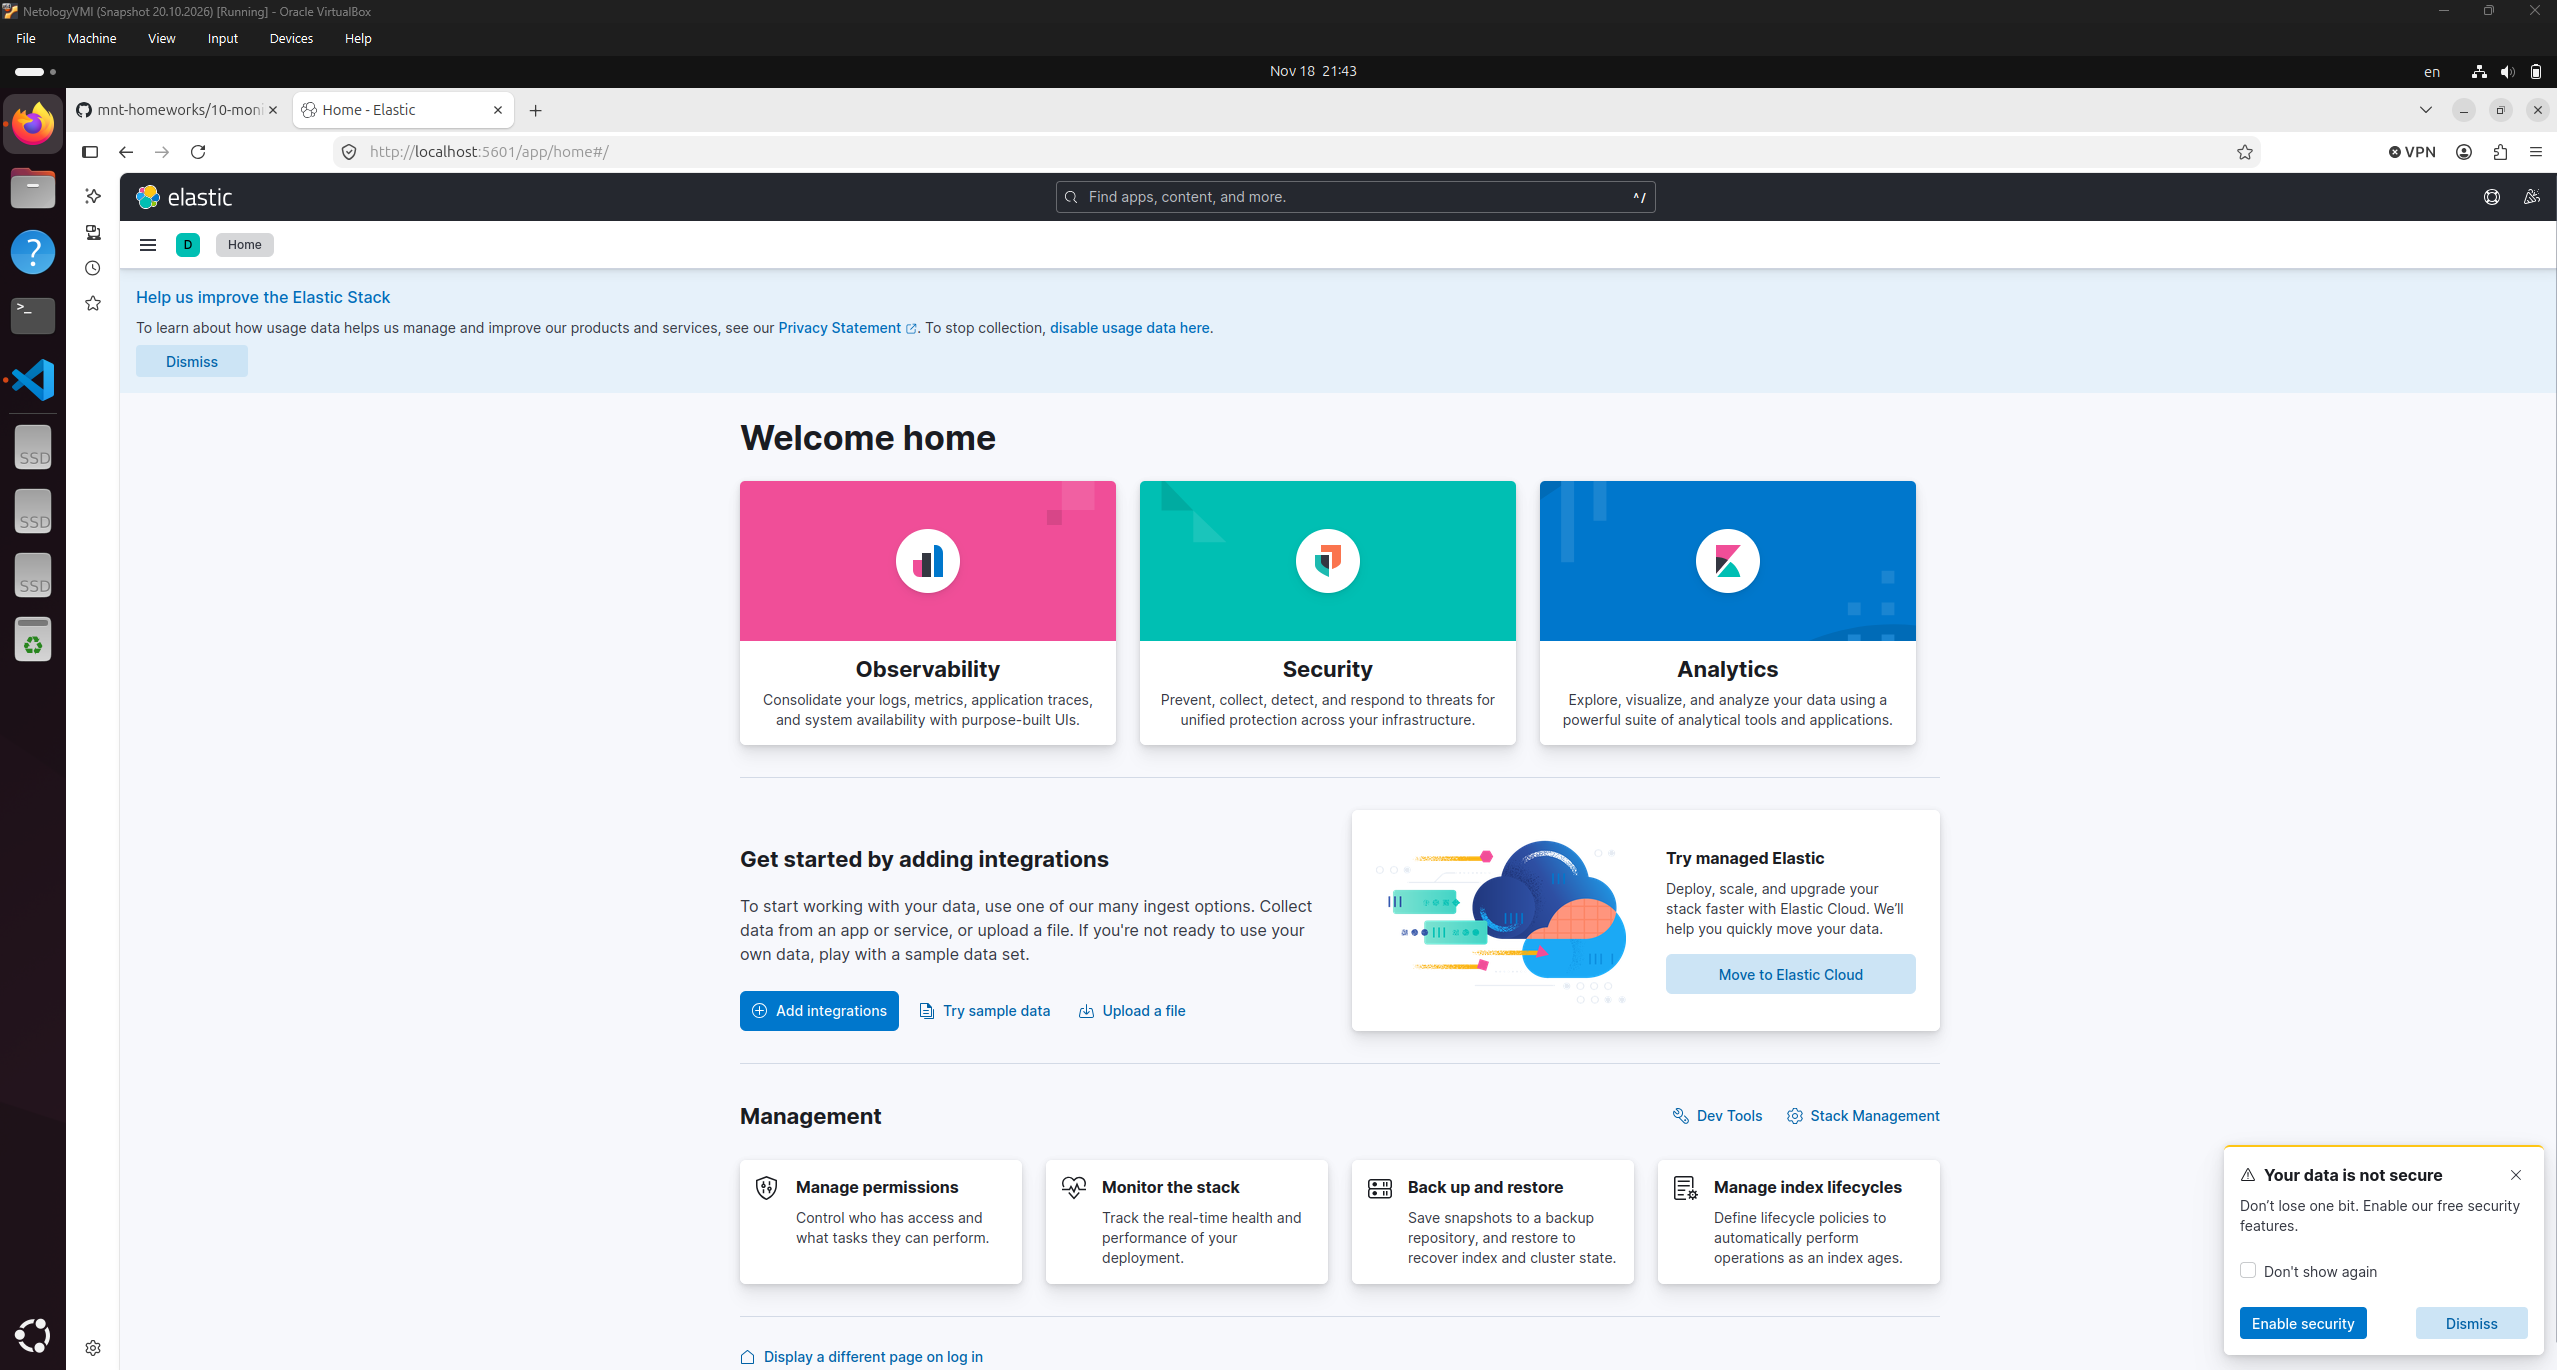 NetologyVMI (Snapshot 20.10.2026) [Running] - Oracle VirtualBox
File Machine View Input Devices Help
Nov 18 21:43
en
mnt-homeworks/10-moni
Home - Elastic
http://localhost:5601/app/home#/
VPN
elastic
Find apps, content, and more.
^/
D
Home
Help us improve the Elastic Stack
To learn about how usage data helps us manage and improve our products and services, see our Privacy Statement. To stop collection, disable usage data here.
Dismiss
SSD
SSD
SSD
Welcome home
Observability
Consolidate your logs, metrics, application traces,
and system availability with purpose-built UIs.
Security
Prevent, collect, detect, and respond to threats for
unified protection across your infrastructure.
Analytics
Explore, visualize, and analyze your data using a
powerful suite of analytical tools and applications.
Get started by adding integrations
To start working with your data, use one of our many ingest options. Collect
data from an app or service, or upload a file. If you're not ready to use your
own data, play with a sample data set.
Add integrations
Try sample data
Upload a file
Try managed Elastic
Deploy, scale, and upgrade your
stack faster with Elastic Cloud. We’ll
help you quickly move your data.
Move to Elastic Cloud
Management
Dev Tools
Stack Management
Manage permissions
Control who has access and
what tasks they can perform.
Monitor the stack
Track the real-time health and
performance of your
deployment.
Back up and restore
Save snapshots to a backup
repository, and restore to
recover index and cluster state.
Manage index lifecycles
Define lifecycle policies to
automatically perform
operations as an index ages.
Display a different page on log in
Your data is not secure
Don’t lose one bit. Enable our free security
features.
Don't show again
Enable security
Dismiss